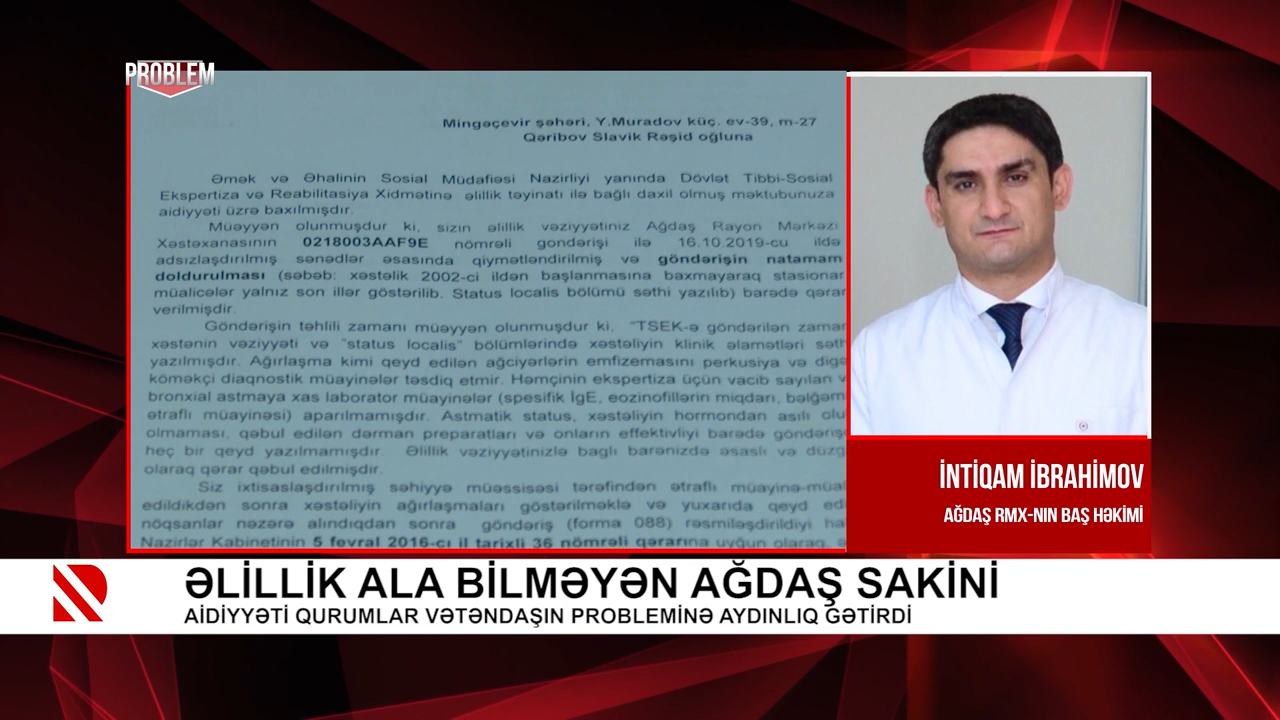 PROBLEM
Mingəçevir şəhəri, Y.Muradov küç. ev-39, m-27
Qəribov Slavik Rəşid oğluna
Əmək və Əhalinin Sosial Müdafiəsi Nazirliyi yanında Dövlət Tibbi-Sosial
Ekspertiza və Reabilitasiya Xidmətinə əlillik təyinatı ilə bağlı daxil olmuş məktubunuza
aidiyyəti üzrə baxılmışdır.
Müəyyən olunmuşdur ki, sizin əlillik vəziyyətiniz Ağdaş Rayon Mərkəzi
Xəstəxanasının 0218003AAF9E nömrəli gondərişi ilə 16.10.2019-cu ildə
adsızlaşdırılmış sənədlər əsasında qiymətləndirilmiş və göndərişin natamam
doldurulması (səbəb: xəstəlik 2002-ci ildən başlanmasına baxmayaraq stasionar
müalicələr yalnız son illər göstərilib. Status localis bölümü səthi yazılıb) barədə qərar
verilmişdir.
Göndərişin təhlili zamanı müəyyən olunmuşdur ki, "TSEK-ə göndərilən zaman
xəstənin vəziyyəti və "status localis" bölümlərində xəstəliyin klinik əlamətləri səth
yazılmışdır. Ağırlaşma kimi qeyd edilən ağciyərlərin emfizemasını perkusiya və digə
köməkçi diaqnostik müayinələr təsdiq etmir. Həmçinin ekspertiza üçün vacib sayılan v
bronxial astmaya xas laborator müayinələr (spesifik İgE, eozinofillərin miqdarı, bəlğəm
ətraflı müayinəsi) aparılmamışdır. Astmatik status, xəstəliyin hormondan asılı olu
olmaması, qəbul edilən dərman preparatları və onların effektivliyi barədə göndəriş
heç bir qeyd yazılmamışdır. Əlillik vəziyyətinizlə baglı barənizdə əsaslı və düzg
olaraq qərar qəbul edilmişdir.
Siz ixtisaslaşdırılmış səhiyyə müəssisəsi tərəfindən ətraflı müayinə-müal
edildikdən sonra xəstəliyin ağırlaşmaları göstərilməklə və yuxarıda qeyd edi
nöqsanlar nəzərə alındıqdan sonra göndəriş (forma 088) rəsmiləşdirildiyi ha
Nazirlər Kabinetinin 5 fevral 2016-cı il tarixli 36 nömrəli qərarına uyğun olaraq,
İNTİQAM İBRAHİMOV
AĞDAŞ RMX-NIN BAŞ HƏKİMİ
ƏLİLLİK ALA BİLMƏYƏN AĞDAŞ SAKİNİ
AİDİYYƏTİ QURUMLAR VƏTƏNDAŞIN PROBLEMİNƏ AYDINLIQ GƏTİRDİ